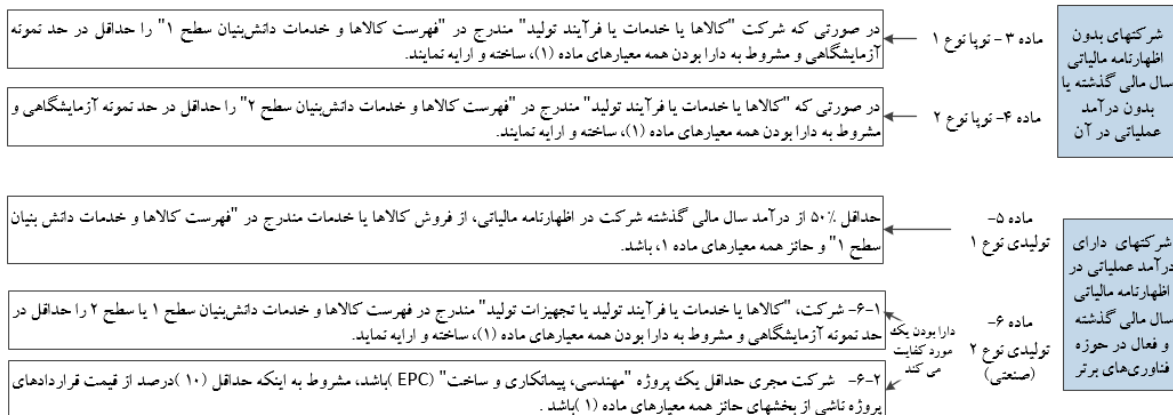 شرکتهای بدون
اظهارنامه مالیاتی
سال مالی گذشته یا
بدون درآمد
عملیاتی در آن
ماده ۳- نوپا نوع ۱
در صورتی که شرکت "کالاها یا خدمات یا فرآیند تولید" مندرج در "فهرست کالاها و خدمات دانش‌بنیان سطح ۱" را حداقل در حد نمونه
آزمایشگاهی و مشروط به دارا بودن همه معیارهای ماده (۱)، ساخته و ارایه نمایند.
ماده ۴- نوپا نوع ۲
در صورتی که "کالاها یا خدمات یا فرآیند تولید" مندرج در "فهرست کالاها و خدمات دانش‌بنیان سطح ۲" را حداقل در حد نمونه آزمایشگاهی و
مشروط به دارا بودن همه معیارهای ماده (۱)، ساخته و ارایه نمایند.
شرکتهای دارای
درآمد عملیاتی در
اظهارنامه مالیاتی
سال مالی گذشته
و فعال در حوزه
فناوری‌های برتر
ماده ۵-
تولیدی نوع ۱
حداقل ۵۰٪ از درآمد سال مالی گذشته شرکت در اظهارنامه مالیاتی، از فروش کالاها یا خدمات مندرج در "فهرست کالاها و خدمات دانش بنیان
سطح ۱" و حائز همه معیارهای ماده ۱، باشد.
ماده ۶-
تولیدی نوع ۲
(صنعتی)
دارا بودن یک
مورد کفایت
می کند
۶-۱- شرکت، "کالاها یا خدمات یا فرآیند تولید یا تجهیزات تولید" مندرج در فهرست کالاها و خدمات دانش‌بنیان سطح ۱ یا سطح ۲ را حداقل در
حد نمونه آزمایشگاهی و مشروط به دارا بودن همه معیارهای ماده (۱)، ساخته و ارایه نماید.
۶-۲- شرکت مجری حداقل یک پروژه "مهندسی، پیمانکاری و ساخت" (EPC )باشد، مشروط به اینکه حداقل (۱۰ )درصد از قیمت قراردادهای
پروژه ناشی از بخشهای حائز همه معیارهای ماده (۱ )باشد .